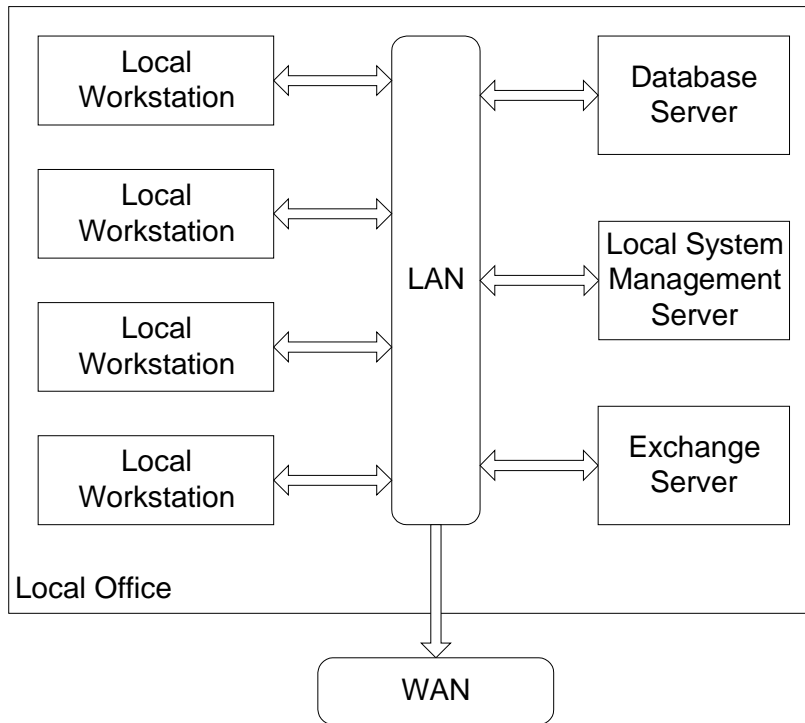 Local
Workstation
Local
Workstation
Local
Workstation
Local
Workstation
LAN
Database
Server
Local System
Management
Server
Exchange
Server
Local Office
WAN